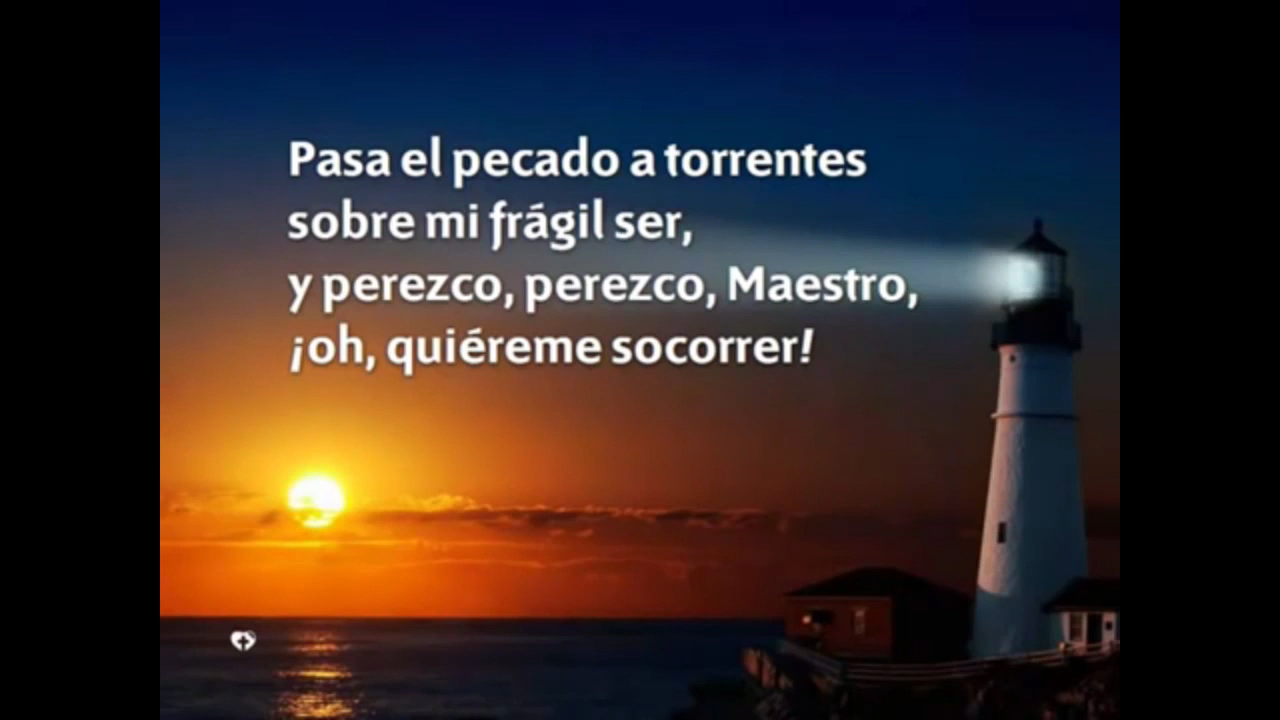 Pasa el pecado a torrentes
sobre mi frágil ser,
y perezco, perezco, Maestro,
¡oh, quiéreme socorrer!